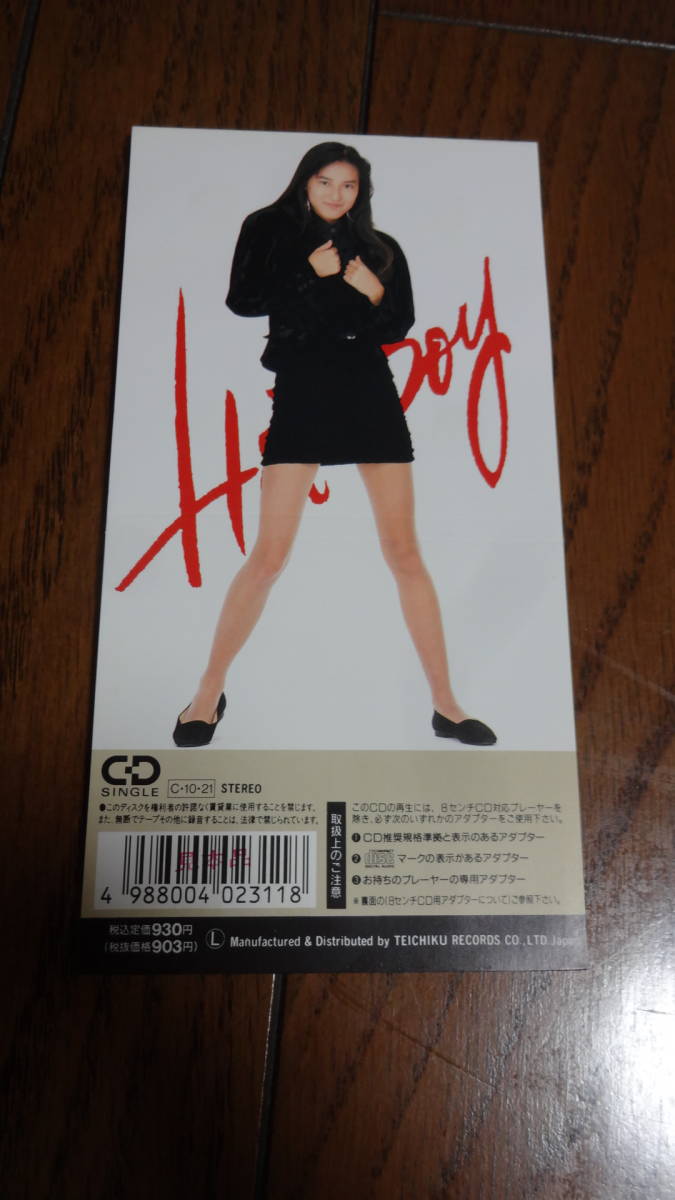 Hi Boy
CD
SINGLE
C・10・21 STEREO
●このディスクを権利者の許諾なく賃貸業に使用することを禁じます。
また、無断でテープその他に録音することは、法律で禁じられています。
見本品
4 988004 023118
取扱上のご注意
このCDの再生には、8センチCD対応プレーヤーを
除き、必ず次のいずれかのアダプターをご使用下さい。
❶CD推奨規格準拠と表示のあるアダプター
❷ COMPACT disc DIGITAL AUDIO マークの表示があるアダプター
❸お持ちのプレーヤーの専用アダプター
※裏面の(8センチCD用アダプターについて)ご参照下さい。
税込定価930円
(税抜価格903円)
Ⓛ Manufactured & Distributed by TEICHIKU RECORDS CO., LTD. Japan